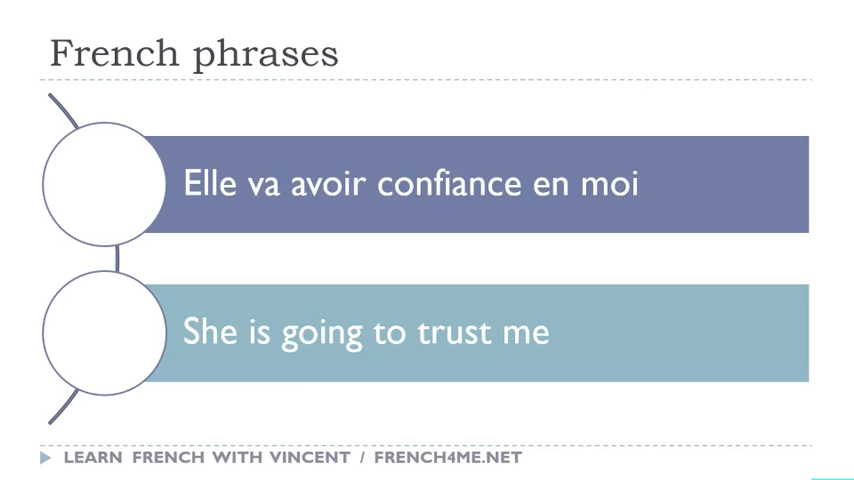 French phrases
Elle va avoir confiance en moi
She is going to trust me
LEARN FRENCH WITH VINCENT / FRENCH4ME.NET